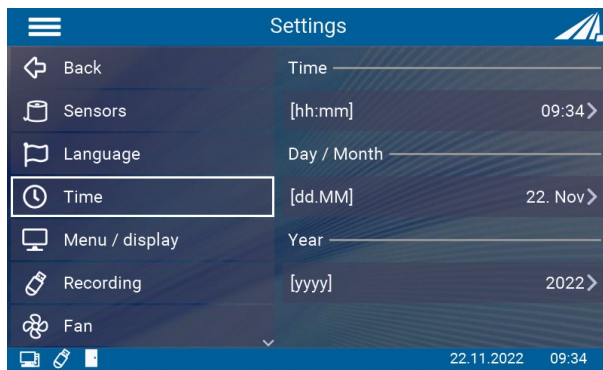 Settings
Back
Time
Sensors
[hh:mm] 09:34
Language
Day / Month
Time
[dd.MM] 22. Nov
Menu / display
Year
Recording
[yyyy] 2022
Fan
22.11.2022 09:34